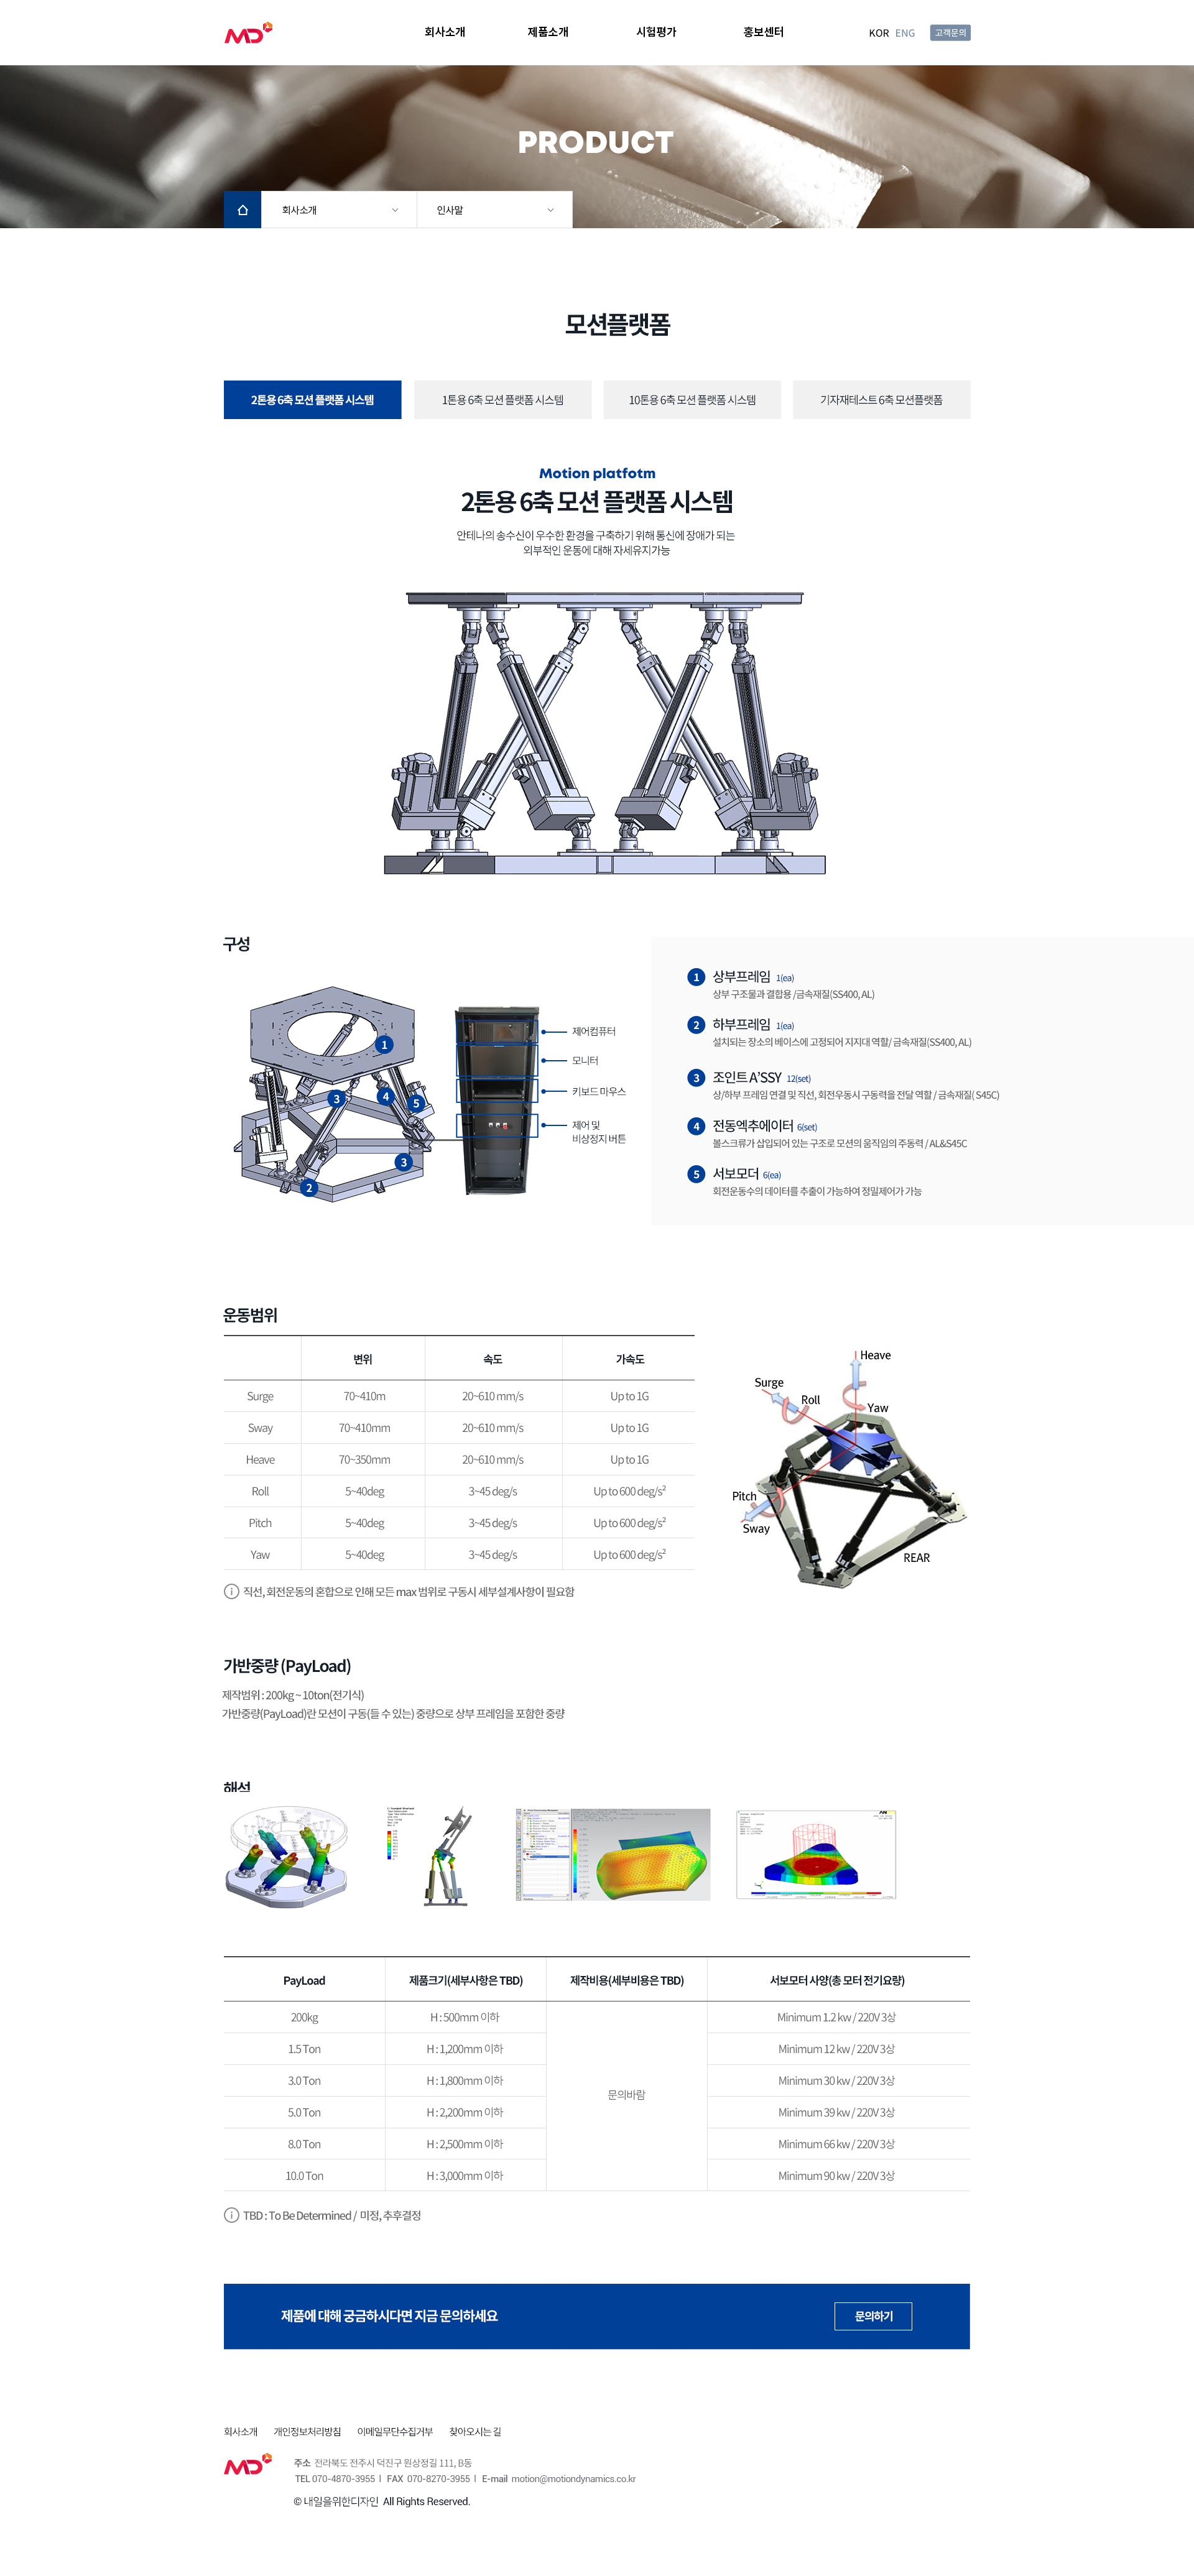 MD
회사소개
제품소개
시험평가
홍보센터
KOR ENG
고객문의
PRODUCT
회사소개
인사말
모션플랫폼
2톤용 6축 모션 플랫폼 시스템
1톤용 6축 모션 플랫폼 시스템
10톤용 6축 모션 플랫폼 시스템
기자재테스트 6축 모션플랫폼
Motion platfotm
2톤용 6축 모션 플랫폼 시스템
안테나의 송수신이 우수한 환경을 구축하기 위해 통신에 장애가 되는
외부적인 운동에 대해 자세유지가능
구성
1
3
4
5
3
2
제어컴퓨터
모니터
키보드 마우스
제어 및
비상정지 버튼
1 상부프레임 1(ea)
상부 구조물과 결합용 /금속재질(SS400, AL)
2 하부프레임 1(ea)
설치되는 장소의 베이스에 고정되어 지지대 역할/ 금속재질(SS400, AL)
3 조인트 A’SSY 12(set)
상/하부 프레임 연결 및 직선, 회전우동시 구동력을 전달 역할 / 금속재질( S45C)
4 전동엑추에이터 6(set)
볼스크류가 삽입되어 있는 구조로 모션의 움직임의 주동력 / AL&S45C
5 서보모더 6(ea)
회전운동수의 데이터를 추출이 가능하여 정밀제어가 가능
운동범위
변위 속도 가속도
Surge 70~410m 20~610 mm/s Up to 1G
Sway 70~410mm 20~610 mm/s Up to 1G
Heave 70~350mm 20~610 mm/s Up to 1G
Roll 5~40deg 3~45 deg/s Up to 600 deg/s²
Pitch 5~40deg 3~45 deg/s Up to 600 deg/s²
Yaw 5~40deg 3~45 deg/s Up to 600 deg/s²
직선, 회전운동의 혼합으로 인해 모든 max 범위로 구동시 세부설계사항이 필요함
Heave
Surge
Roll
Yaw
Pitch
Sway
REAR
가반중량 (PayLoad)
제작범위 : 200kg ~ 10ton(전기식)
가반중량(PayLoad)란 모션이 구동(들 수 있는) 중량으로 상부 프레임을 포함한 중량
해석
PayLoad 제품크기(세부사항은 TBD) 제작비용(세부비용은 TBD) 서보모터 사양(총 모터 전기요량)
200kg H : 500mm 이하 Minimum 1.2 kw / 220V 3상
1.5 Ton H : 1,200mm 이하 Minimum 12 kw / 220V 3상
3.0 Ton H : 1,800mm 이하 Minimum 30 kw / 220V 3상
문의바람
5.0 Ton H : 2,200mm 이하 Minimum 39 kw / 220V 3상
8.0 Ton H : 2,500mm 이하 Minimum 66 kw / 220V 3상
10.0 Ton H : 3,000mm 이하 Minimum 90 kw / 220V 3상
TBD : To Be Determined / 미정, 추후결정
제품에 대해 궁금하시다면 지금 문의하세요
문의하기
회사소개 개인정보처리방침 이메일무단수집거부 찾아오시는 길
MD
주소 전라북도 전주시 덕진구 원상정길 111, B동
TEL 070-4870-3955 | FAX 070-8270-3955 | E-mail motion@motiondynamics.co.kr
© 내일을위한디자인 All Rights Reserved.